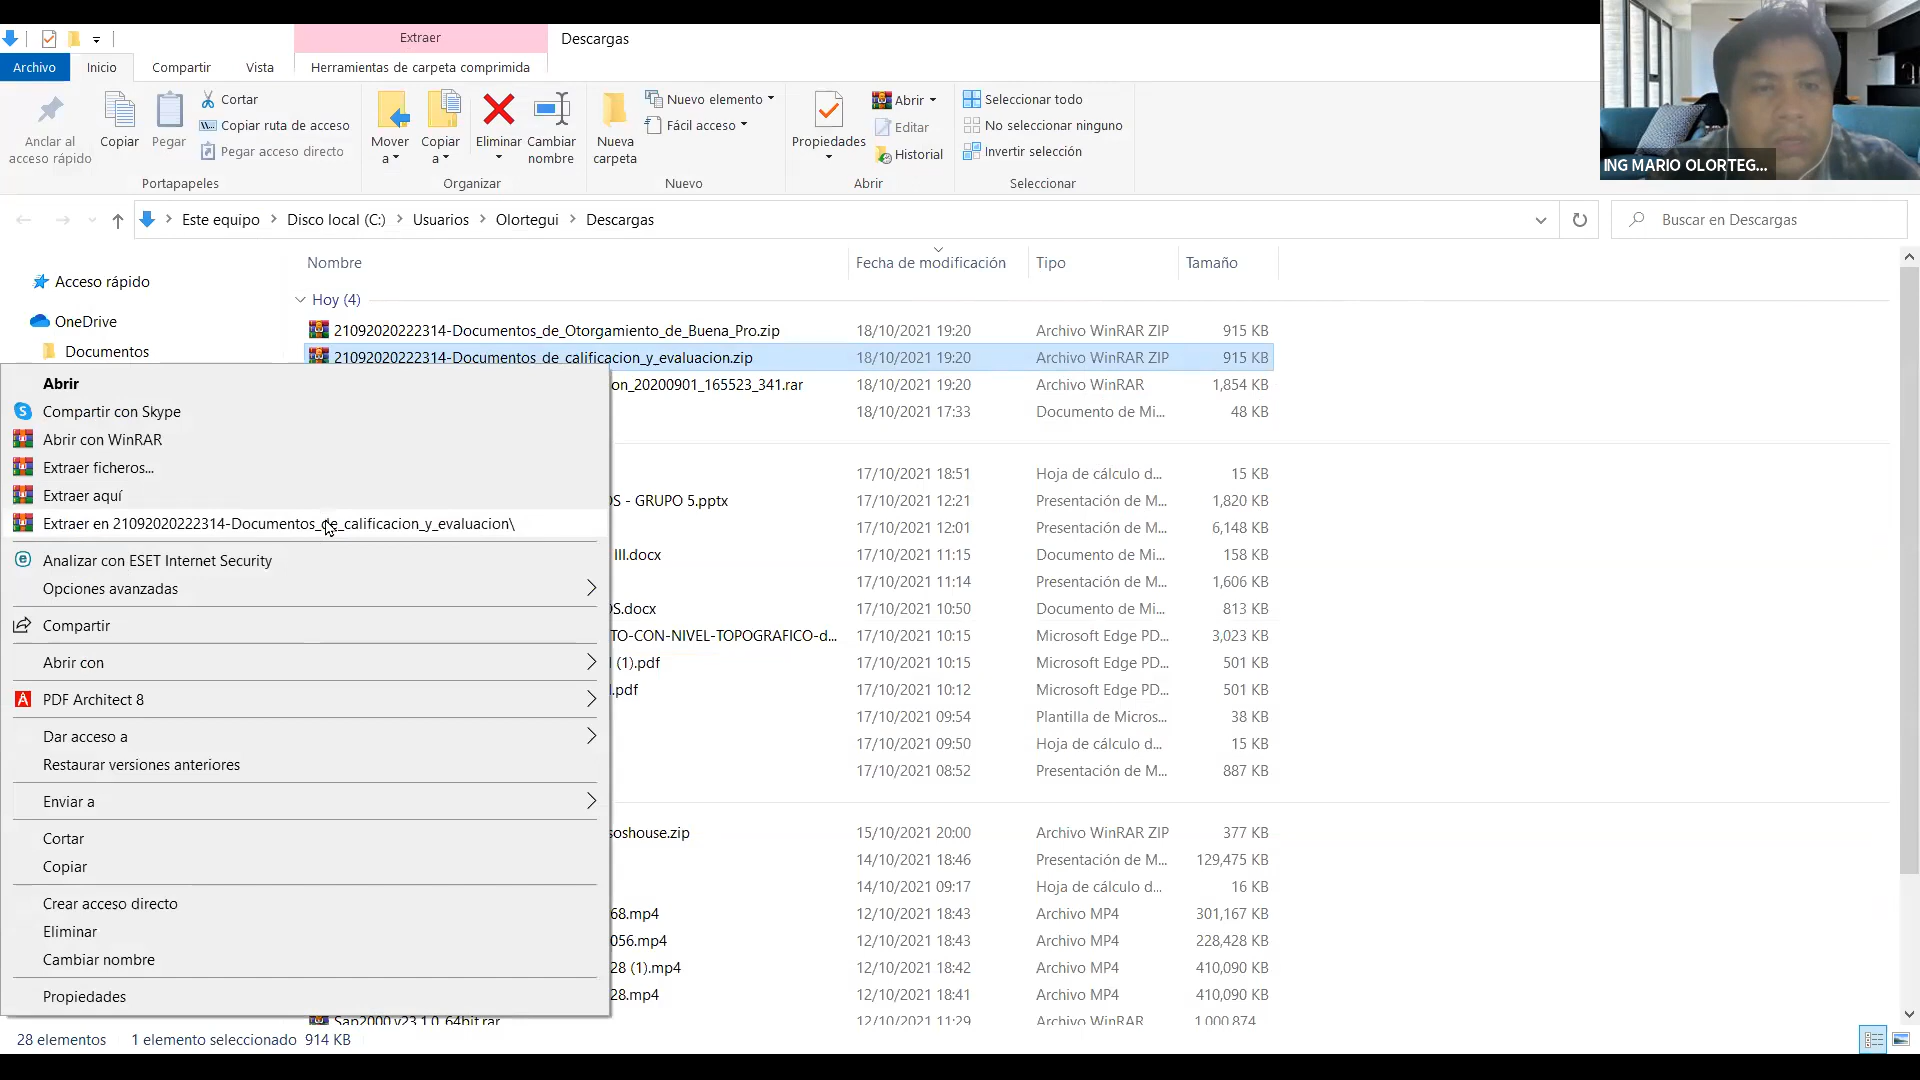 Extraer
Descargas
Archivo
Inicio
Compartir
Vista
Herramientas de carpeta comprimida
Anclar al
acceso rápido
Copiar
Pegar
Cortar
Copiar ruta de acceso
Pegar acceso directo
Portapapeles
Mover
a
Copiar
a
Eliminar
Cambiar
nombre
Organizar
Nueva
carpeta
Nuevo elemento
Fácil acceso
Nuevo
Propiedades
Abrir
Editar
Historial
Abrir
Seleccionar todo
No seleccionar ninguno
Invertir selección
Seleccionar
ING MARIO OLORTEG...
Este equipo > Disco local (C:) > Usuarios > Olortegui > Descargas
Buscar en Descargas
Nombre
Fecha de modificación
Tipo
Tamaño
Acceso rápido
OneDrive
Documentos
Hoy (4)
21092020222314-Documentos_de_Otorgamiento_de_Buena_Pro.zip 18/10/2021 19:20 Archivo WinRAR ZIP 915 KB
21092020222314-Documentos_de_calificacion_y_evaluacion.zip 18/10/2021 19:20 Archivo WinRAR ZIP 915 KB
on_20200901_165523_341.rar 18/10/2021 19:20 Archivo WinRAR 1,854 KB
18/10/2021 17:33 Documento de Mi... 48 KB
17/10/2021 18:51 Hoja de cálculo d... 15 KB
OS - GRUPO 5.pptx 17/10/2021 12:21 Presentación de M... 1,820 KB
17/10/2021 12:01 Presentación de M... 6,148 KB
III.docx 17/10/2021 11:15 Documento de Mi... 158 KB
17/10/2021 11:14 Presentación de M... 1,606 KB
OS.docx 17/10/2021 10:50 Documento de Mi... 813 KB
TO-CON-NIVEL-TOPOGRAFICO-d... 17/10/2021 10:15 Microsoft Edge PD... 3,023 KB
(1).pdf 17/10/2021 10:15 Microsoft Edge PD... 501 KB
.pdf 17/10/2021 10:12 Microsoft Edge PD... 501 KB
17/10/2021 09:54 Plantilla de Micros... 38 KB
17/10/2021 09:50 Hoja de cálculo d... 15 KB
17/10/2021 08:52 Presentación de M... 887 KB
soshouse.zip 15/10/2021 20:00 Archivo WinRAR ZIP 377 KB
14/10/2021 18:46 Presentación de M... 129,475 KB
14/10/2021 09:17 Hoja de cálculo d... 16 KB
68.mp4 12/10/2021 18:43 Archivo MP4 301,167 KB
056.mp4 12/10/2021 18:43 Archivo MP4 228,428 KB
28 (1).mp4 12/10/2021 18:42 Archivo MP4 410,090 KB
28.mp4 12/10/2021 18:41 Archivo MP4 410,090 KB
Sap2000 v23.1.0_64bit.rar 12/10/2021 11:29 Archivo WinRAR 1,000,874
Abrir
Compartir con Skype
Abrir con WinRAR
Extraer ficheros...
Extraer aquí
Extraer en 21092020222314-Documentos_de_calificacion_y_evaluacion\
Analizar con ESET Internet Security
Opciones avanzadas
Compartir
Abrir con
PDF Architect 8
Dar acceso a
Restaurar versiones anteriores
Enviar a
Cortar
Copiar
Crear acceso directo
Eliminar
Cambiar nombre
Propiedades
28 elementos
1 elemento seleccionado 914 KB